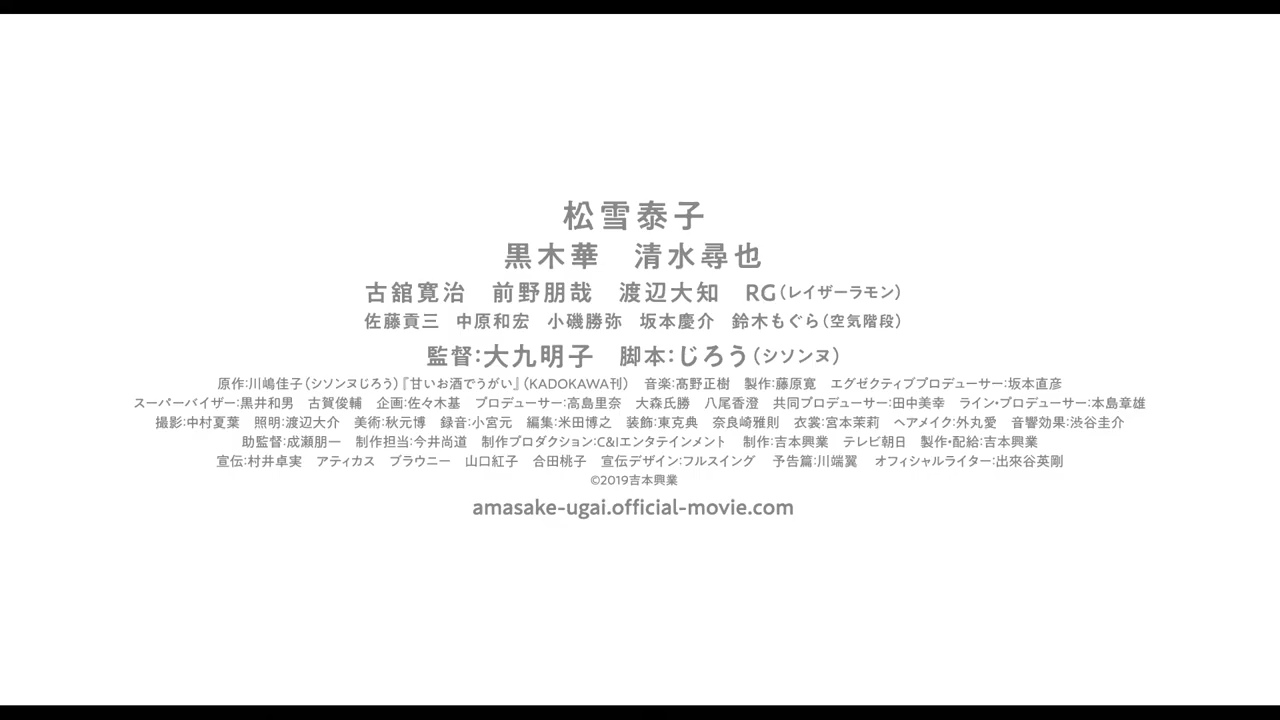 松雪泰子
黒木華　清水尋也
古舘寛治　前野朋哉　渡辺大知　RG（レイザーラモン）
佐藤貢三　中原和宏　小磯勝弥　坂本慶介　鈴木もぐら（空気階段）
監督：大九明子　脚本：じろう（シソンヌ）
原作：川嶋佳子（シソンヌじろう）『甘いお酒でうがい』（KADOKAWA刊）　音楽：髙野正樹　製作：藤原寛　エグゼクティブプロデューサー：坂本直彦
スーパーバイザー：黒井和男　古賀俊輔　企画：佐々木基　プロデューサー：高島里奈　大森氏勝　八尾香澄　共同プロデューサー：田中美幸　ライン・プロデューサー：本島章雄
撮影：中村夏葉　照明：渡辺大介　美術：秋元博　録音：小宮元　編集：米田博之　装飾：東克典　奈良崎雅則　衣裳：宮本茉莉　ヘアメイク：外丸愛　音響効果：渋谷圭介
助監督：成瀬朋一　制作担当：今井尚道　制作プロダクション：C&Iエンタテインメント　制作：吉本興業　テレビ朝日　製作・配給：吉本興業
宣伝：村井卓実　アティカス　ブラウニー　山口紅子　合田桃子　宣伝デザイン：フルスイング　予告篇：川端翼　オフィシャルライター：出來谷英剛
©2019吉本興業
amasake-ugai.official-movie.com